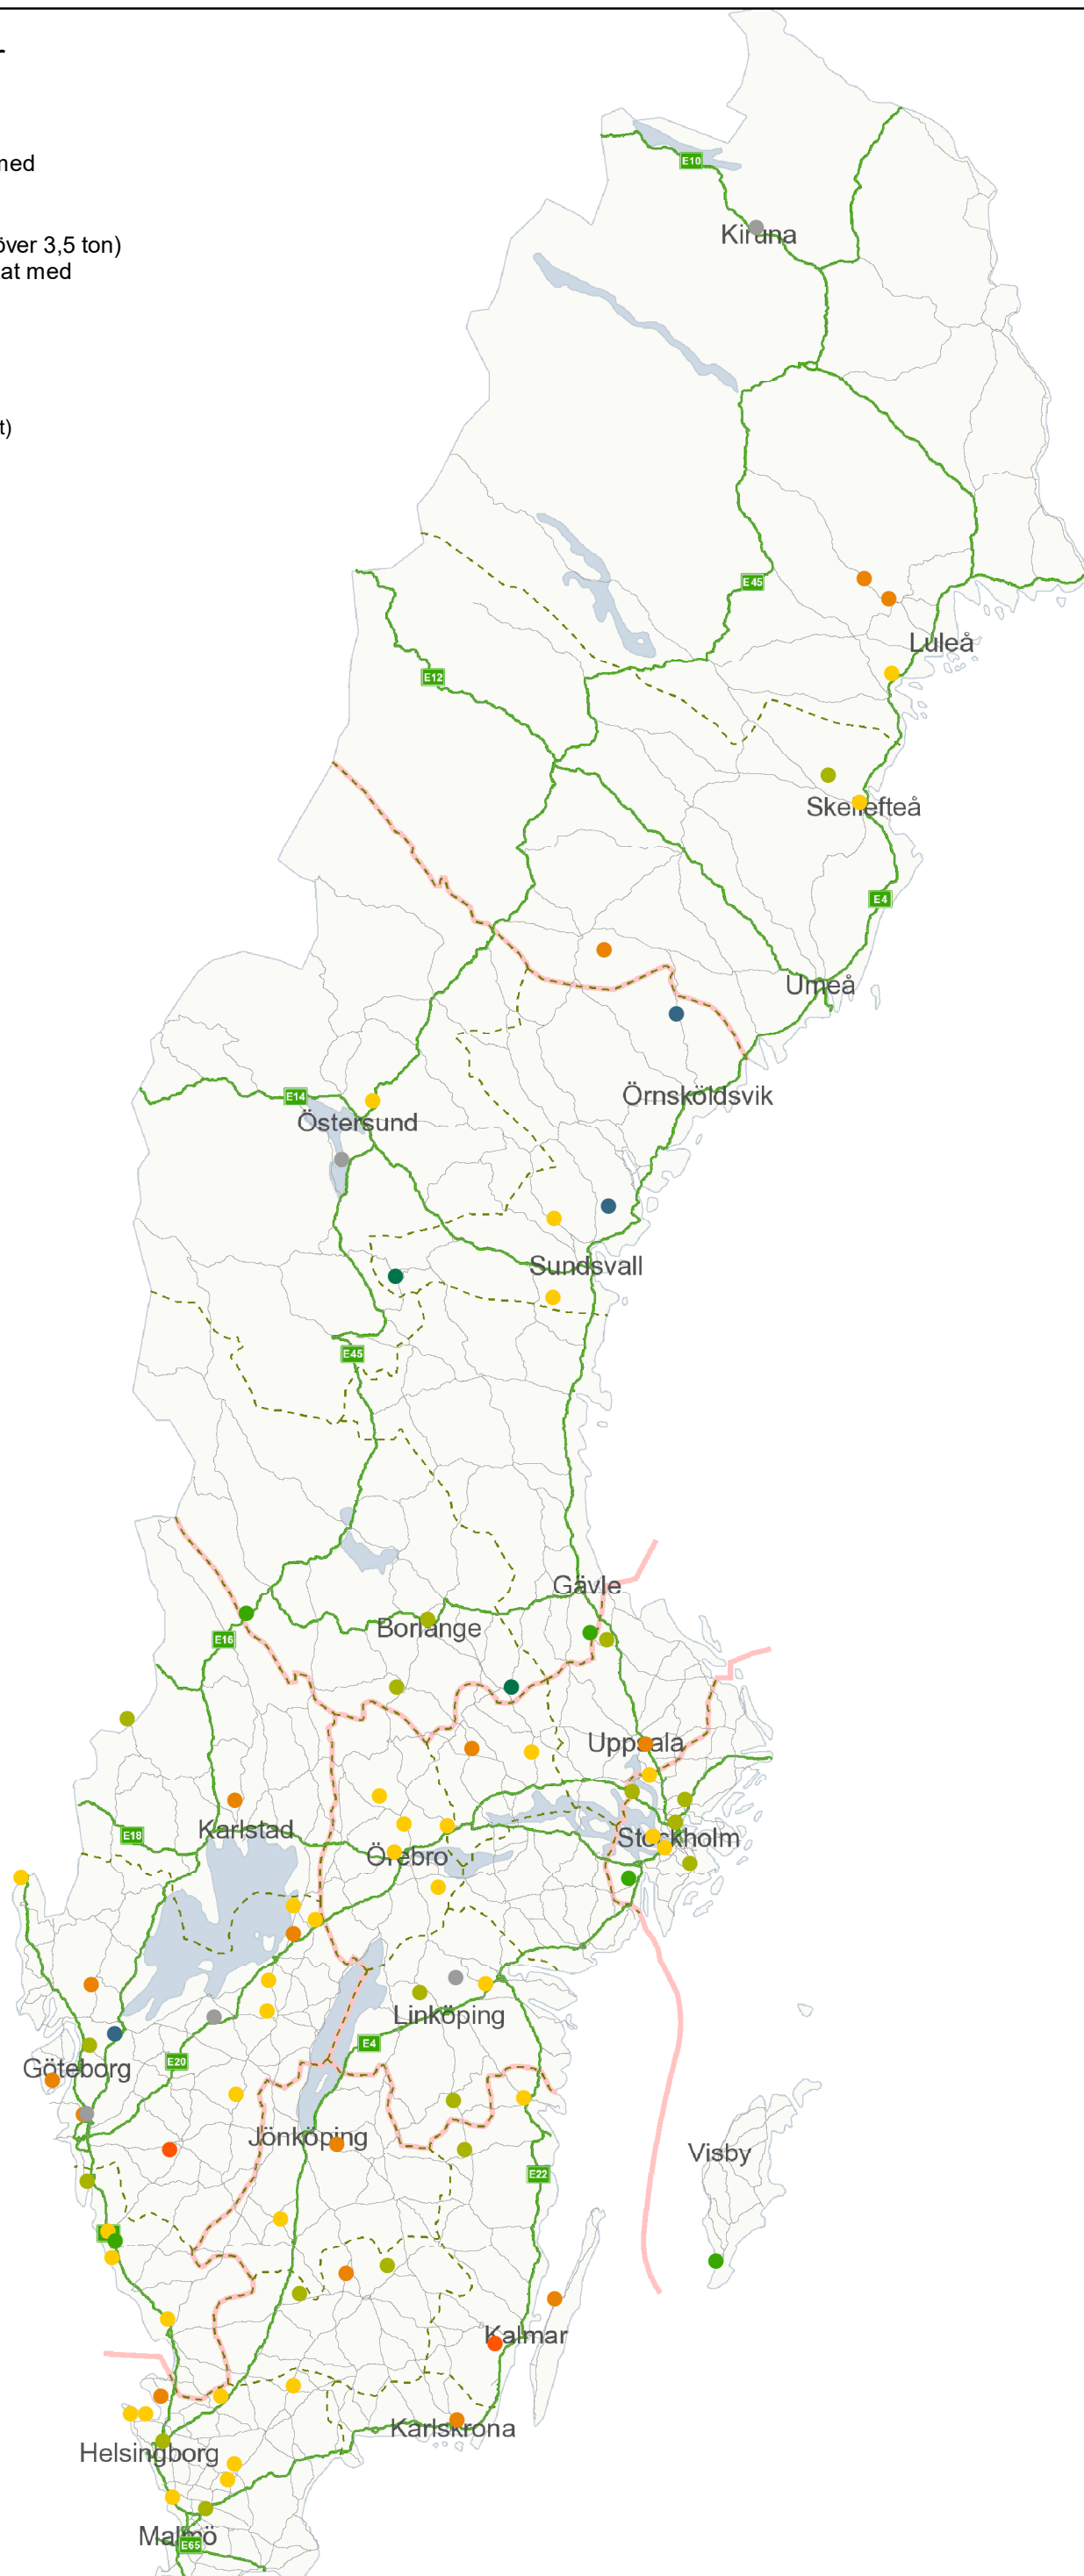 r
med
över 3,5 ton)
at med
t)
E10
Kiruna
E45
Luleå
E12
Skellefteå
E4
Umeå
Örnsköldsvik
E14
Östersund
Sundsvall
E45
Gävle
Borlänge
E16
Uppsala
Karlstad
E18
Stockholm
Örebro
Linköping
E4
E20
Göteborg
Jönköping
Visby
E22
Kalmar
Karlskrona
Helsingborg
Malmö
E65